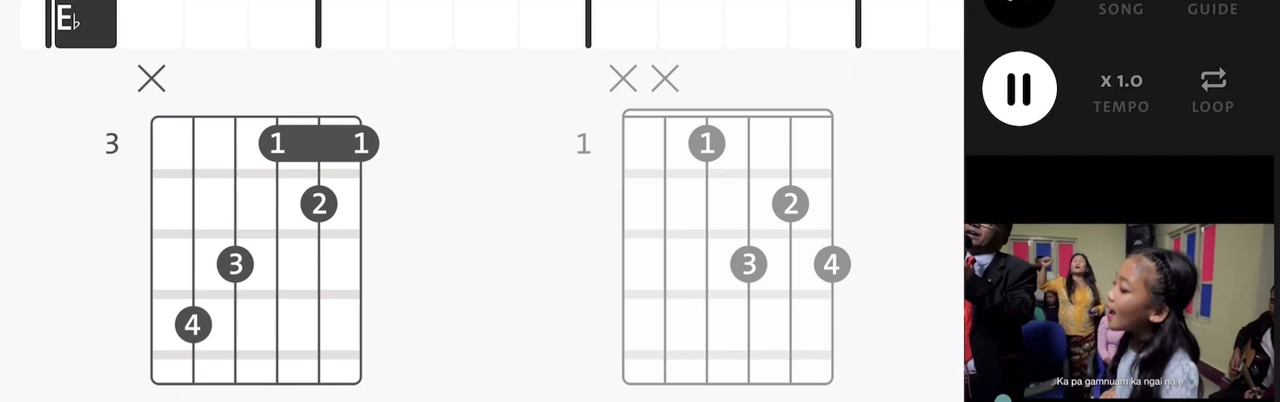 E♭
SONG GUIDE
X 1.0
TEMPO LOOP
3 1 1
2
3
4
1 1
2
3 4
Ka pa gamnuam ka ngai na e